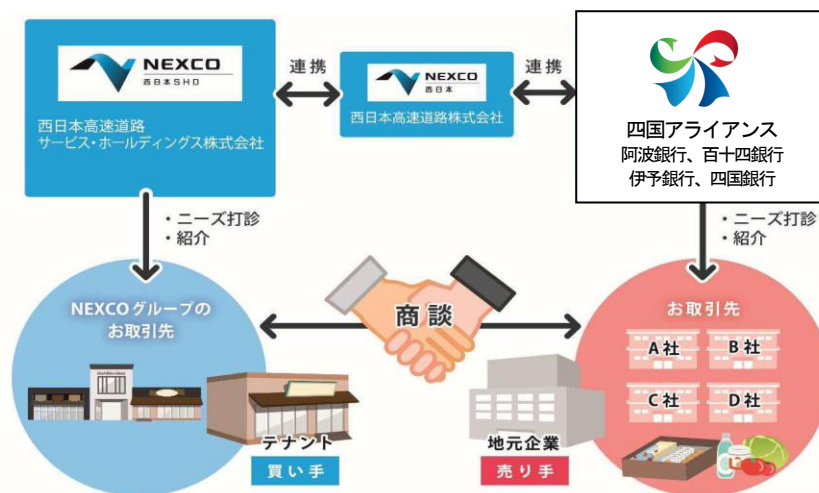 NEXCO
西日本SHD
西日本高速道路
サービス・ホールディングス株式会社
連携
NEXCO
西日本
西日本高速道路株式会社
連携
四国アライアンス
阿波銀行、百十四銀行
伊予銀行、四国銀行
・ニーズ打診
・紹介
・ニーズ打診
・紹介
NEXCOグループの
お取引先
商談
お取引先
A社
B社
C社
D社
テナント
買い手
地元企業
売り手